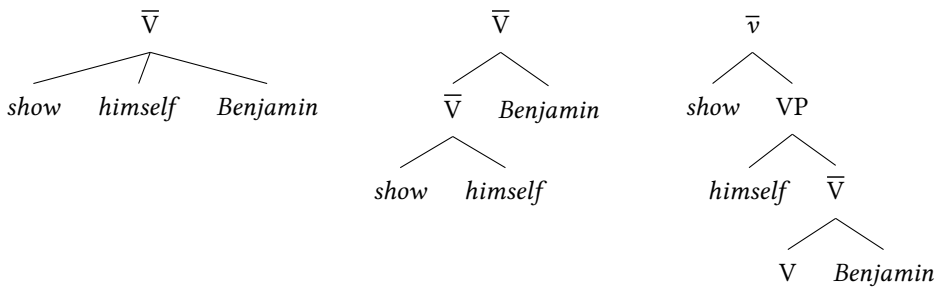 V̅ V̅ v̅
show himself Benjamin V̅ Benjamin show VP
show himself himself V̅
V Benjamin